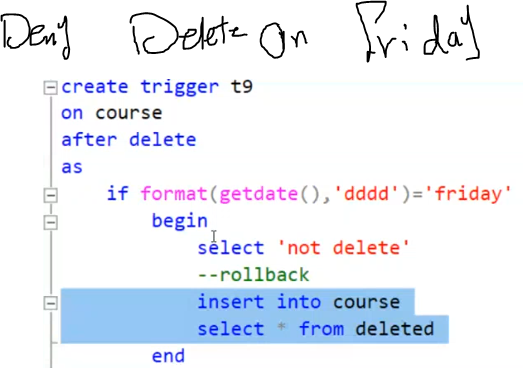 Deny Delete On Friday
create trigger t9
on course
after delete
as
if format(getdate(),'dddd')='friday'
begin
select 'not delete'
--rollback
insert into course
select * from deleted
end